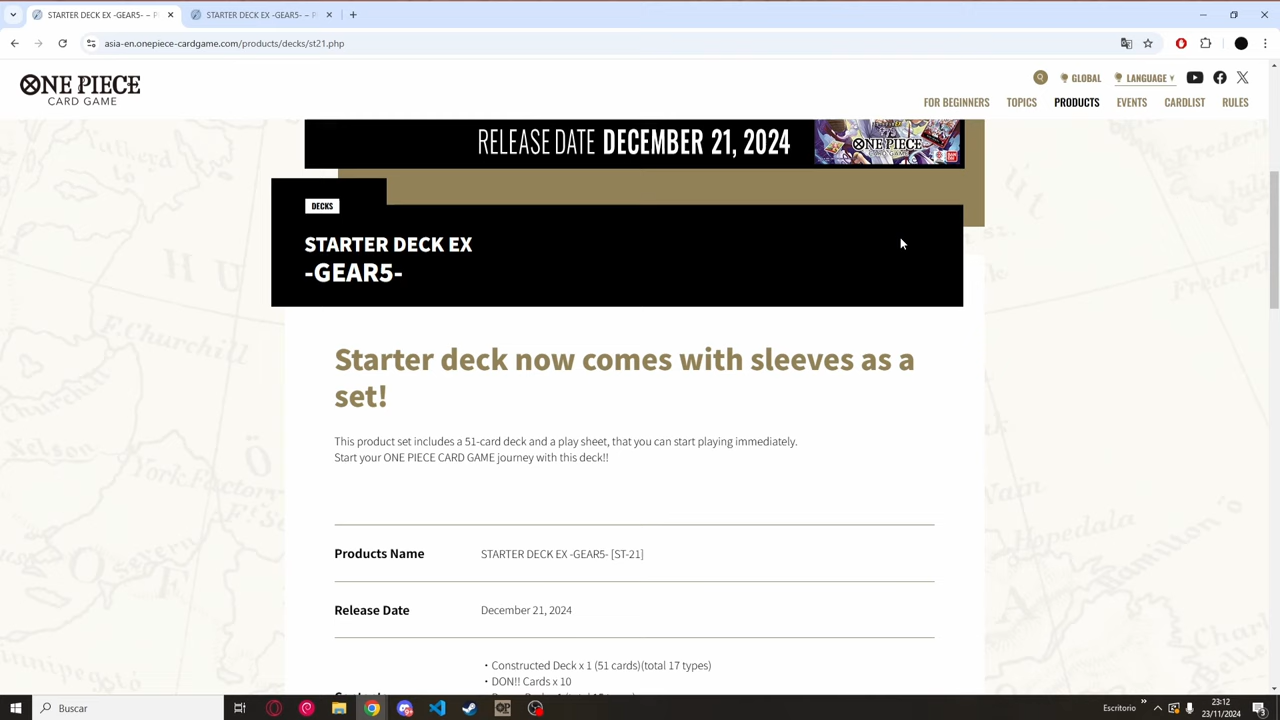 STARTER DECK EX -GEAR5- – P
STARTER DECK EX -GEAR5- – P
asia-en.onepiece-cardgame.com/products/decks/st21.php
ONE PIECE
CARD GAME
GLOBAL
LANGUAGE
FOR BEGINNERS
TOPICS
PRODUCTS
EVENTS
CARDLIST
RULES
RELEASE DATE DECEMBER 21, 2024
ONE PIECE
DECKS
STARTER DECK EX
-GEAR5-
Starter deck now comes with sleeves as a
set!
This product set includes a 51-card deck and a play sheet, that you can start playing immediately.
Start your ONE PIECE CARD GAME journey with this deck!!
Products Name
STARTER DECK EX -GEAR5- [ST-21]
Release Date
December 21, 2024
・Constructed Deck x 1 (51 cards)(total 17 types)
・DON!! Cards x 10
Buscar
Escritorio
23:12
23/11/2024
3